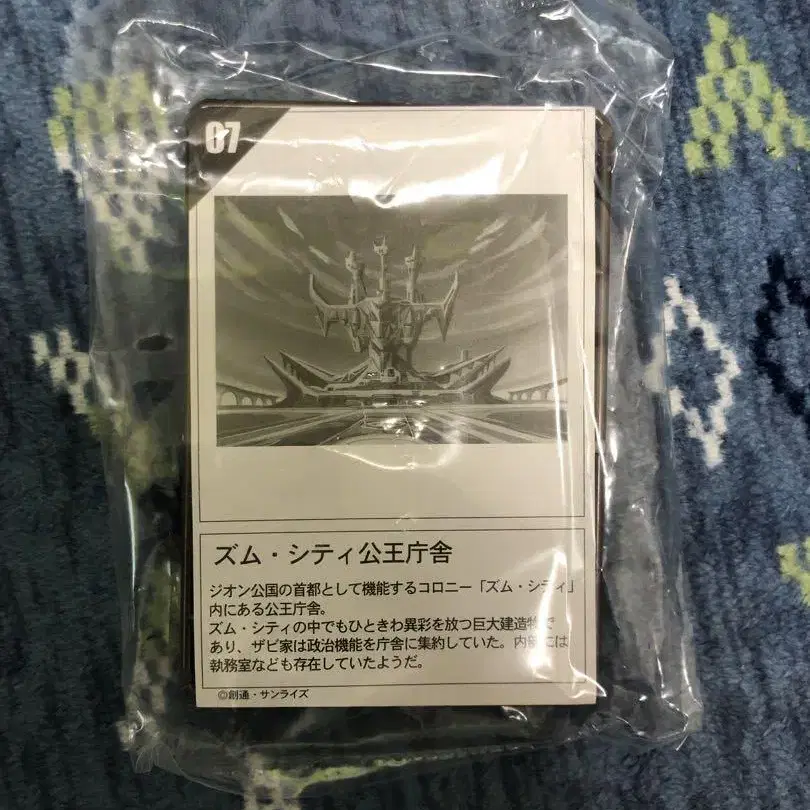 07
ズム・シティ公王庁舎
ジオン公国の首都として機能するコロニー「ズム・シティ」
内にある公王庁舎。
ズム・シティの中でもひときわ異彩を放つ巨大建造物で
あり、ザビ家は政治機能を庁舎に集約していた。内部には
執務室なども存在していたようだ。
©創通・サンライズ